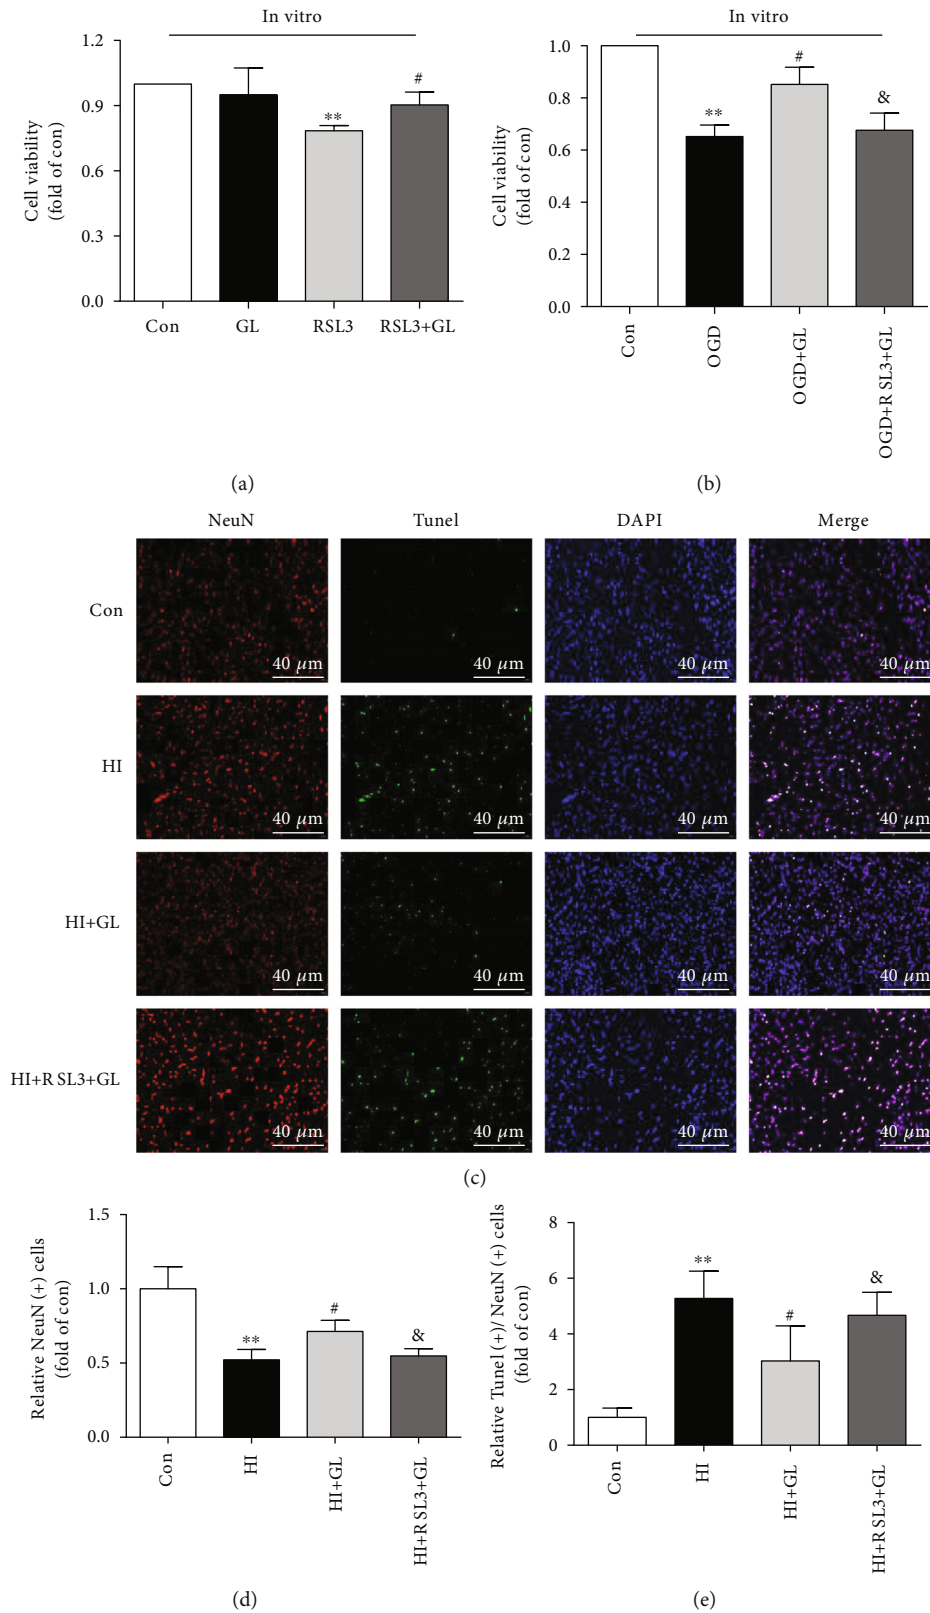 In vitro
1.2
0.9
0.6
0.3
0.0
Cell viability
(fold of con)
**
#
Con GL RSL3 RSL3+GL
(a)
In vitro
1.0
0.8
0.6
0.4
0.2
0.0
Cell viability
(fold of con)
**
#
&
Con
OGD
OGD+GL
OGD+R SL3+GL
(b)
NeuN Tunel DAPI Merge
Con
40 µm 40 µm 40 µm 40 µm
HI
40 µm 40 µm 40 µm 40 µm
HI+GL
40 µm 40 µm 40 µm 40 µm
HI+R SL3+GL
40 µm 40 µm 40 µm 40 µm
(c)
1.5
1.0
0.5
0.0
Relative NeuN (+) cells
(fold of con)
**
#
&
Con
HI
HI+GL
HI+R SL3+GL
(d)
8
6
4
2
0
Relative Tunel (+)/ NeuN (+) cells
(fold of con)
**
#
&
Con
HI
HI+GL
HI+R SL3+GL
(e)